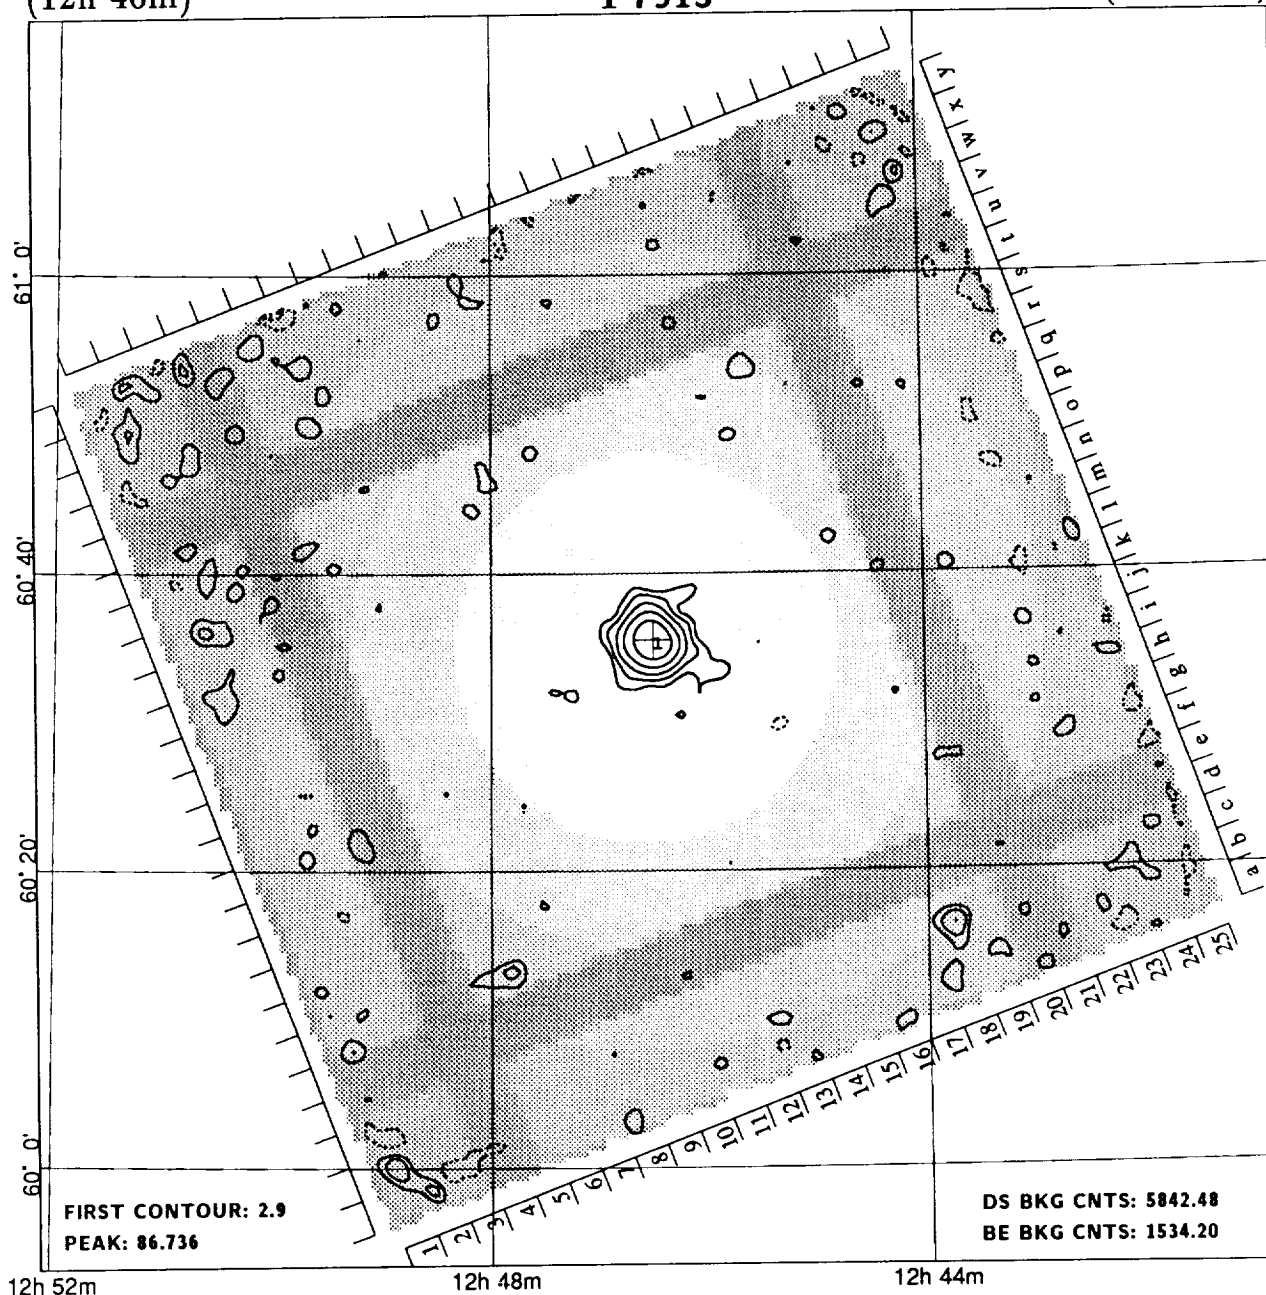 (12h 46m)
61° 0'
60° 40'
60° 20'
60° 0'
y
x
w
v
u
t
s
r
q
p
o
n
m
l
k
j
i
h
g
f
e
d
c
b
a
1 2 3 4 5 6 7 8 9 10 11 12 13 14 15 16 17 18 19 20 21 22 23 24 25
FIRST CONTOUR: 2.9
PEAK: 86.736
DS BKG CNTS: 5842.48
BE BKG CNTS: 1534.20
12h 52m
12h 48m
12h 44m